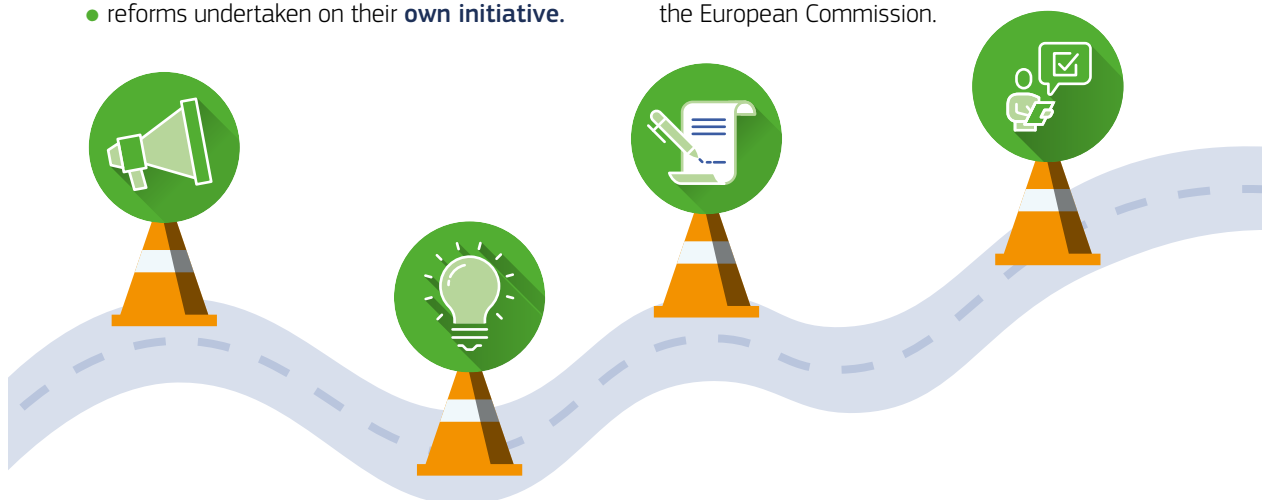 reforms undertaken on their own initiative.
the European Commission.